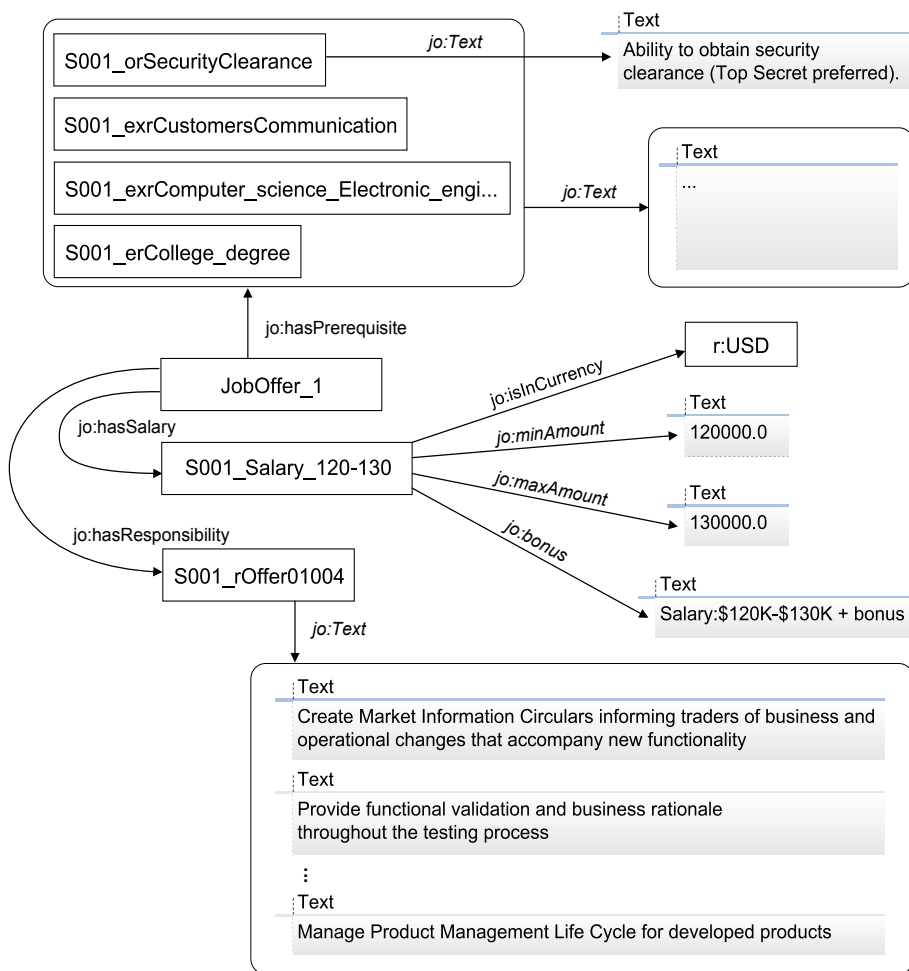 S001_orSecurityClearance
jo:Text
Text
Ability to obtain security
clearance (Top Secret preferred).
S001_exrCustomersCommunication
S001_exrComputer_science_Electronic_engi...
jo:Text
Text
...
S001_erCollege_degree
jo:hasPrerequisite
JobOffer_1
jo:hasSalary
S001_Salary_120-130
jo:isInCurrency
r:USD
jo:minAmount
Text
120000.0
jo:maxAmount
Text
130000.0
jo:bonus
Text
Salary:$120K-$130K + bonus
jo:hasResponsibility
S001_rOffer01004
jo:Text
Text
Create Market Information Circulars informing traders of business and
operational changes that accompany new functionality
Text
Provide functional validation and business rationale
throughout the testing process
⋮
Text
Manage Product Management Life Cycle for developed products